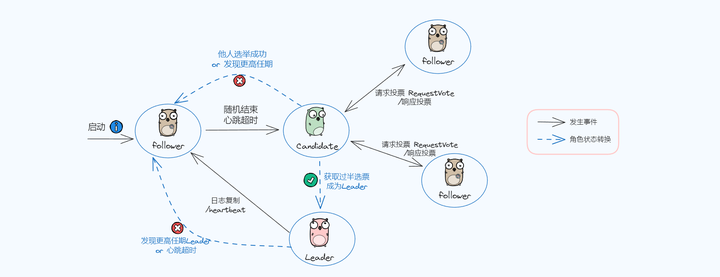 他人选举成功
or 发现更高任期
启动
follower
随机结束
心跳超时
Candidate
请求投票 RequestVote
/响应投票
follower
请求投票 RequestVote
/响应投票
follower
获取过半选票
成为Leader
日志复制
/heartbeat
发现更高任期Leader
or 心跳超时
Leader
发生事件
角色状态转换